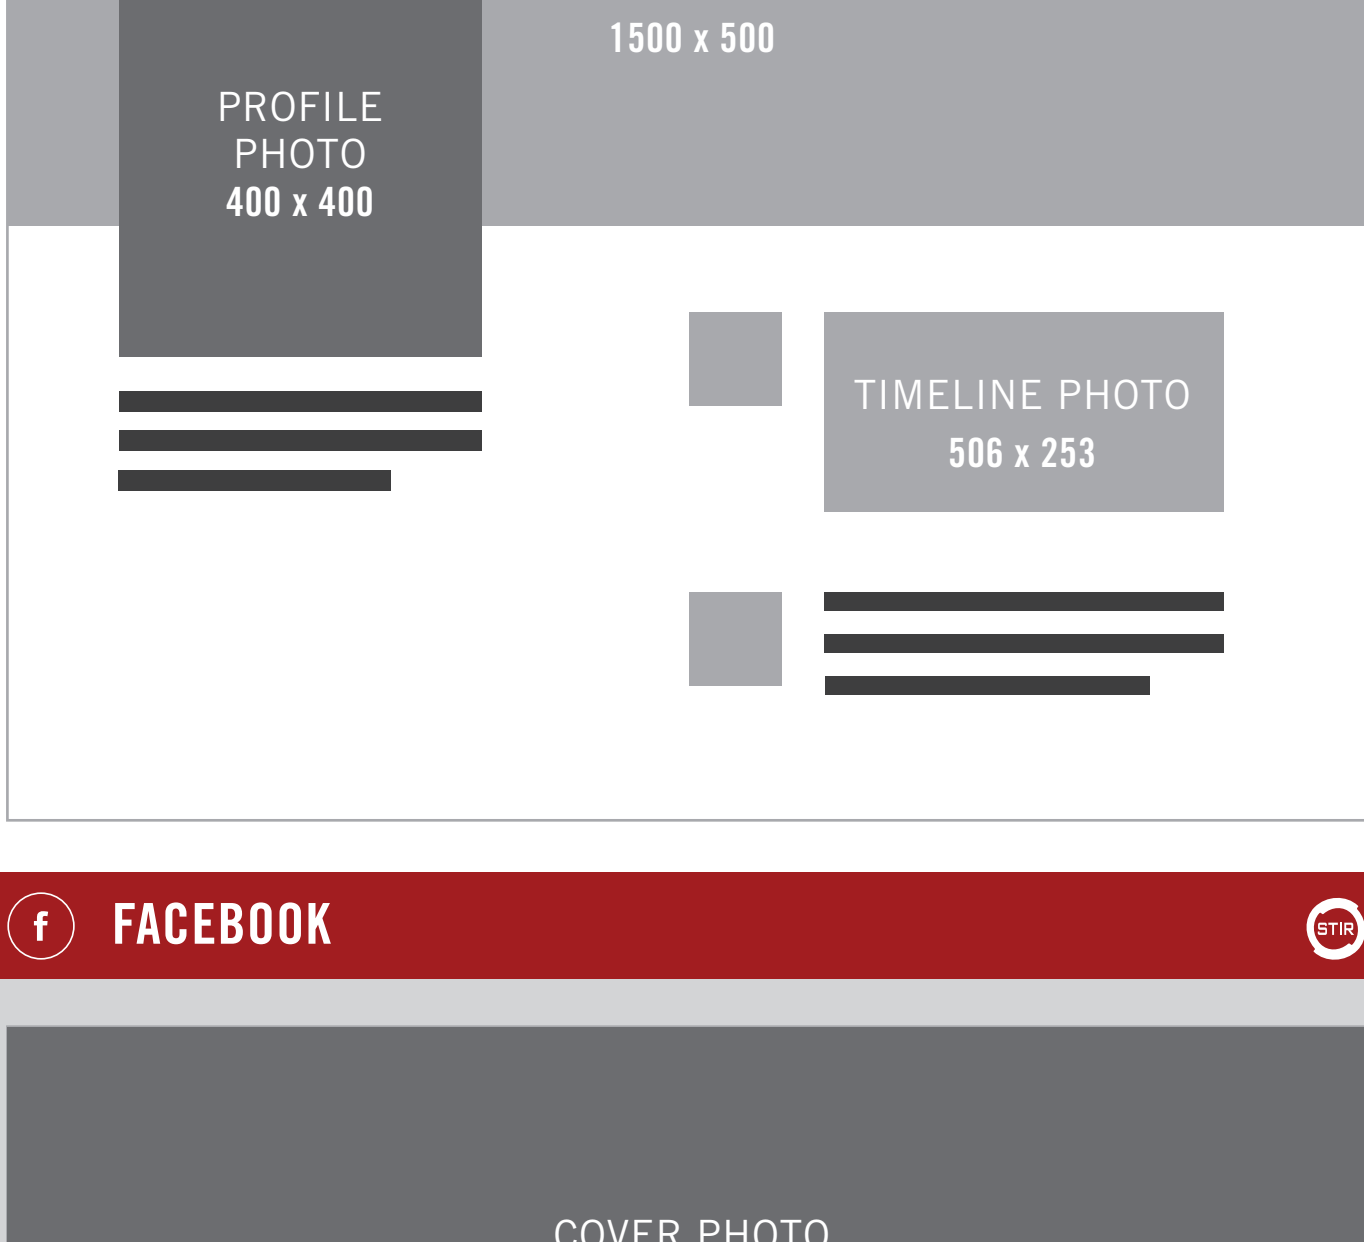 1500 x 500
PROFILE
PHOTO
400 x 400
TIMELINE PHOTO
506 x 253
f
FACEBOOK
STIR
COVER PHOTO